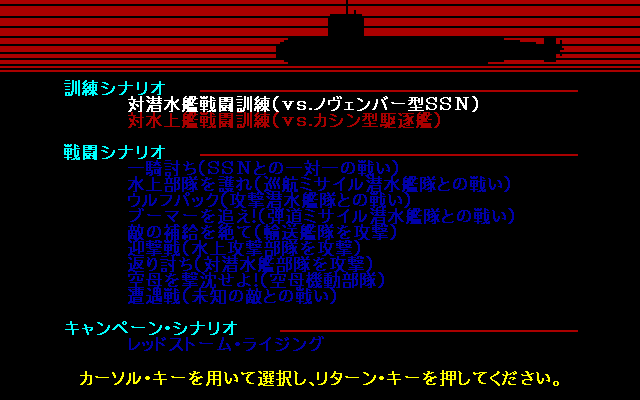 訓練シナリオ
対潜水艦戦闘訓練(vs.ノヴェンバー型SSN)
対水上艦戦闘訓練(vs.カシン型駆逐艦)
戦闘シナリオ
一騎討ち(SSNとの一対一の戦い)
水上部隊を護れ(巡航ミサイル潜水艦隊との戦い)
ウルフパック(攻撃潜水艦隊との戦い)
ブーマーを追え!(弾道ミサイル潜水艦隊との戦い)
敵の補給を絶て(輸送艦隊を攻撃)
迎撃戦(水上攻撃部隊を攻撃)
返り討ち(対潜水艦部隊を攻撃)
空母を撃沈せよ!(空母機動部隊)
遭遇戦(未知の敵との戦い)
キャンペーン・シナリオ
レッドストーム・ライジング
カーソル・キーを用いて選択し、リターン・キーを押してください。